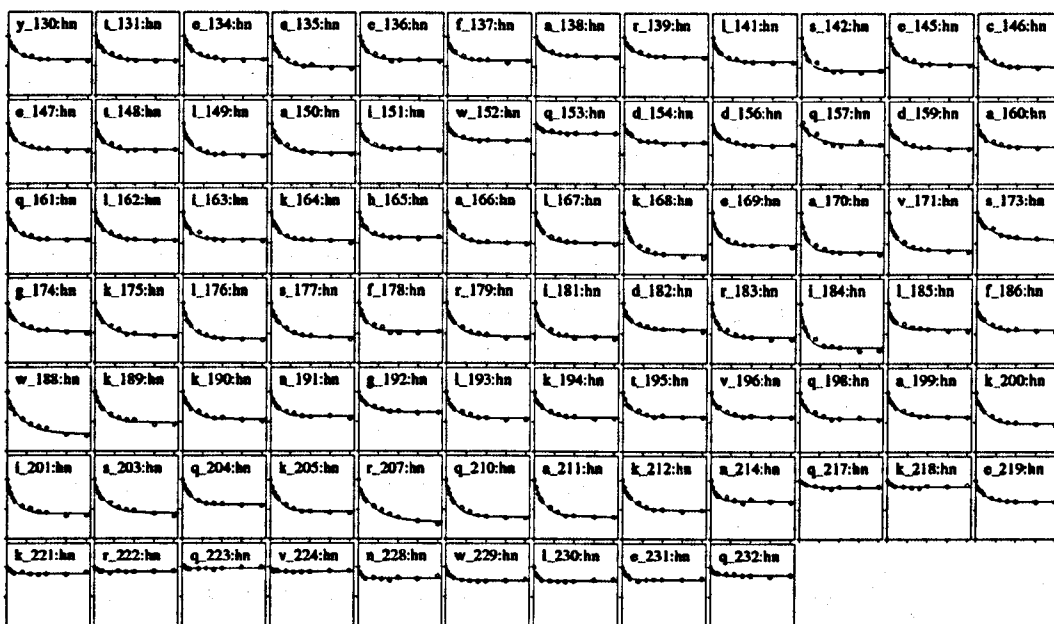 y_130:hn t_131:hn e_134:hn a_135:hn e_136:hn f_137:hn a_138:hn r_139:hn l_141:hn s_142:hn e_145:hn c_146:hn
e_147:hn t_148:hn l_149:hn a_150:hn i_151:hn w_152:hn q_153:hn d_154:hn d_156:hn q_157:hn d_159:hn a_160:hn
q_161:hn l_162:hn i_163:hn k_164:hn h_165:hn a_166:hn l_167:hn k_168:hn e_169:hn a_170:hn v_171:hn s_173:hn
g_174:hn k_175:hn l_176:hn s_177:hn f_178:hn r_179:hn i_181:hn d_182:hn r_183:hn i_184:hn l_185:hn f_186:hn
w_188:hn k_189:hn k_190:hn n_191:hn g_192:hn l_193:hn k_194:hn t_195:hn v_196:hn q_198:hn a_199:hn k_200:hn
i_201:hn s_203:hn q_204:hn k_205:hn r_207:hn q_210:hn a_211:hn k_212:hn n_214:hn q_217:hn k_218:hn e_219:hn
k_221:hn r_222:hn q_223:hn v_224:hn n_228:hn w_229:hn l_230:hn e_231:hn q_232:hn